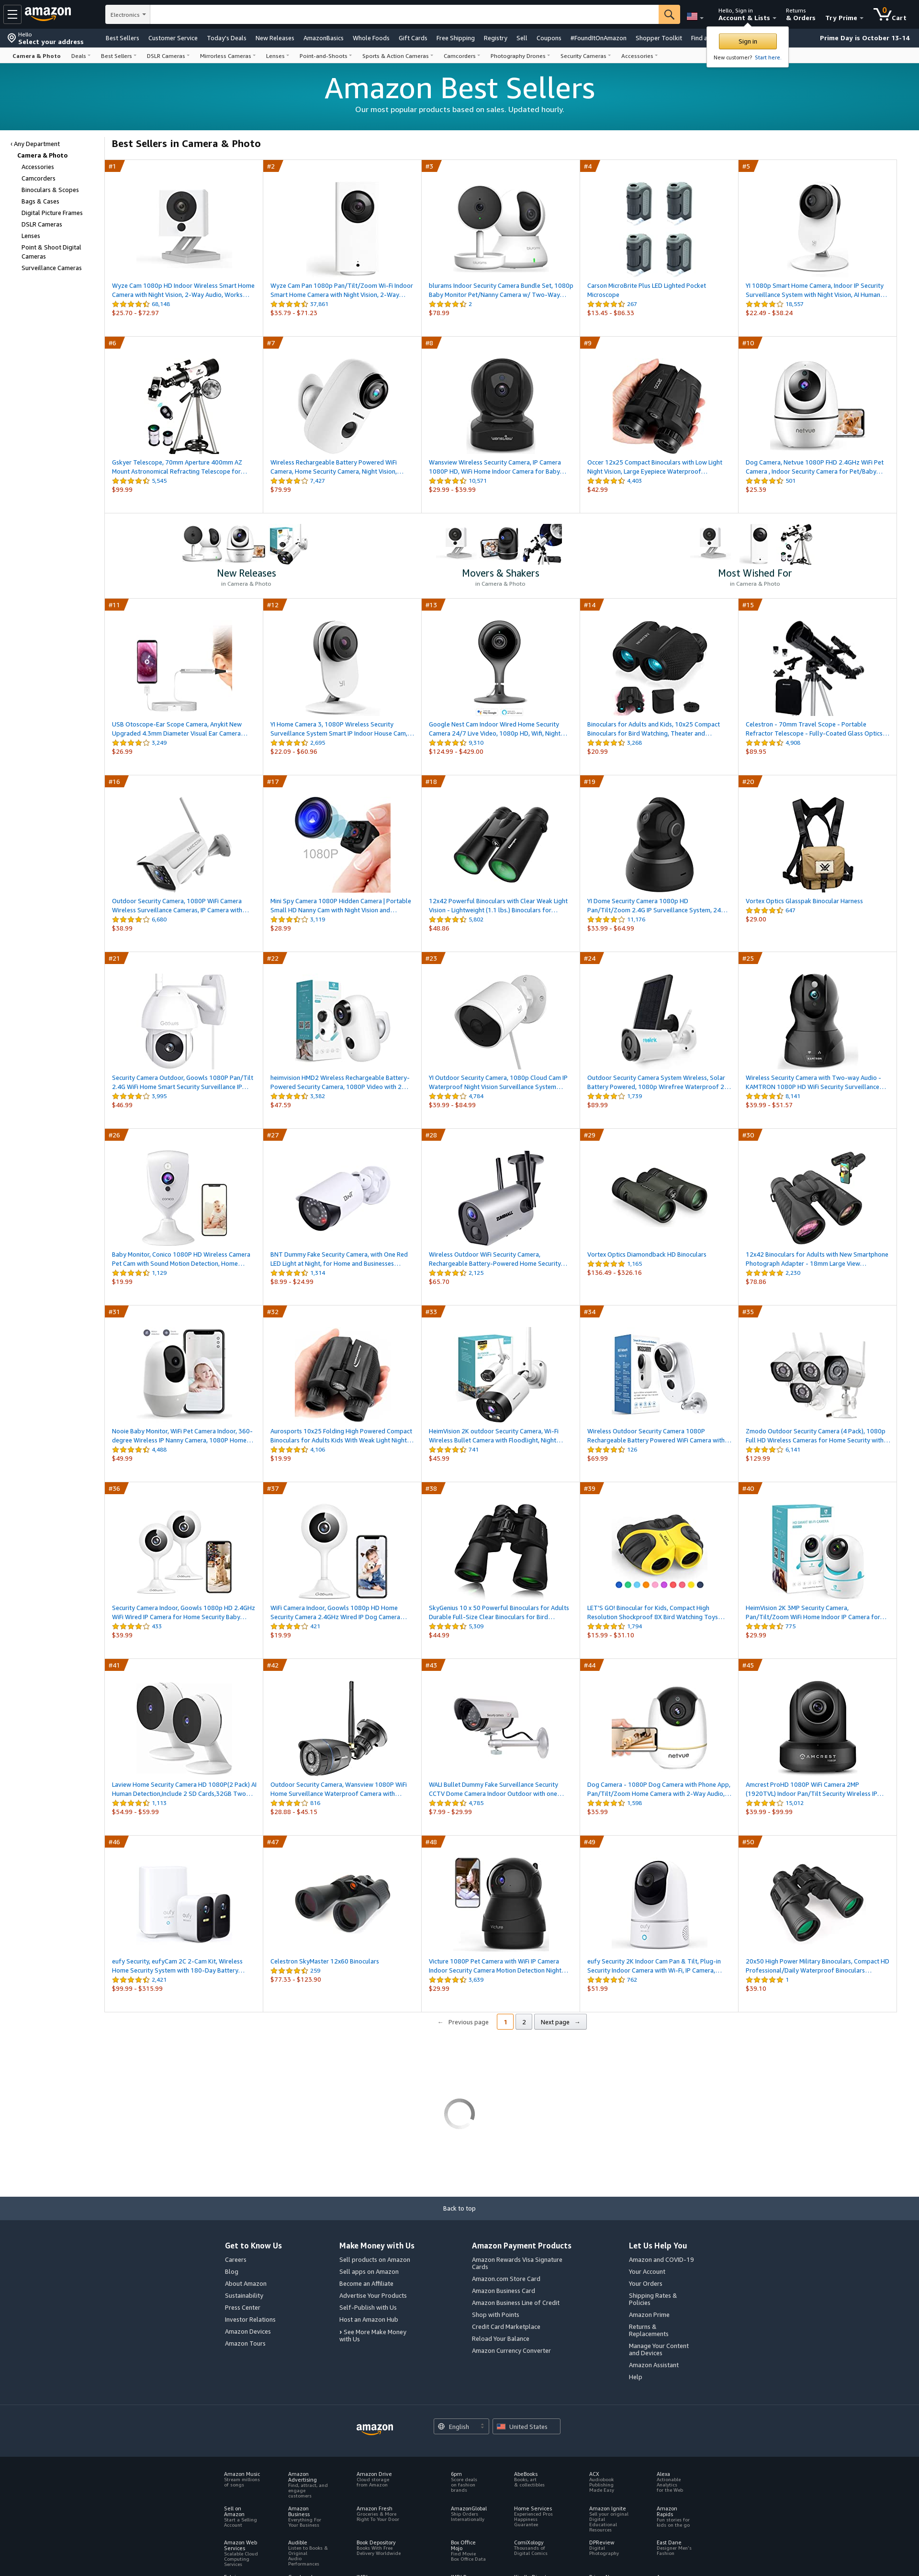 amazon
Electronics
Hello, Sign in
Account & Lists
Returns
& Orders
Try Prime
0
Cart
Hello
Select your address
Best Sellers
Customer Service
Today's Deals
New Releases
AmazonBasics
Whole Foods
Gift Cards
Free Shipping
Registry
Sell
Coupons
#FoundItOnAmazon
Shopper Toolkit
Find a
Prime Day is October 13-14
Sign in
New customer? Start here.
Camera & Photo
Deals
Best Sellers
DSLR Cameras
Mirrorless Cameras
Lenses
Point-and-Shoots
Sports & Action Cameras
Camcorders
Photography Drones
Security Cameras
Accessories
Amazon Best Sellers
Our most popular products based on sales. Updated hourly.
‹ Any Department
Camera & Photo
Accessories
Camcorders
Binoculars & Scopes
Bags & Cases
Digital Picture Frames
DSLR Cameras
Lenses
Point & Shoot Digital
Cameras
Surveillance Cameras
Best Sellers in Camera & Photo
#1
Wyze Cam 1080p HD Indoor Wireless Smart Home
Camera with Night Vision, 2-Way Audio, Works…
68,148
$25.70 - $72.97
#2
Wyze Cam Pan 1080p Pan/Tilt/Zoom Wi-Fi Indoor
Smart Home Camera with Night Vision, 2-Way…
37,861
$35.79 - $71.23
#3
blurams Indoor Security Camera Bundle Set, 1080p
Baby Monitor Pet/Nanny Camera w/ Two-Way…
2
$78.99
#4
Carson MicroBrite Plus LED Lighted Pocket
Microscope
267
$13.45 - $86.33
#5
YI 1080p Smart Home Camera, Indoor IP Security
Surveillance System with Night Vision, AI Human…
18,557
$22.49 - $38.24
#6
Gskyer Telescope, 70mm Aperture 400mm AZ
Mount Astronomical Refracting Telescope for…
5,545
$99.99
#7
Wireless Rechargeable Battery Powered WiFi
Camera, Home Security Camera, Night Vision,…
7,427
$79.99
#8
Wansview Wireless Security Camera, IP Camera
1080P HD, WiFi Home Indoor Camera for Baby…
10,571
$29.99 - $39.99
#9
Occer 12x25 Compact Binoculars with Low Light
Night Vision, Large Eyepiece Waterproof…
4,403
$42.99
#10
netvue
Dog Camera, Netvue 1080P FHD 2.4GHz WiFi Pet
Camera , Indoor Security Camera for Pet/Baby…
501
$25.39
New Releases
in Camera & Photo
Movers & Shakers
in Camera & Photo
Most Wished For
in Camera & Photo
#11
USB Otoscope-Ear Scope Camera, Anykit New
Upgraded 4.3mm Diameter Visual Ear Camera…
3,249
$26.99
#12
YI Home Camera 3, 1080P Wireless Security
Surveillance System Smart IP Indoor House Cam,…
2,695
$22.09 - $60.96
#13
Google Nest Cam Indoor Wired Home Security
Camera 24/7 Live Video, 1080p HD, Wifi, Night…
9,310
$124.99 - $429.00
#14
Binoculars for Adults and Kids, 10x25 Compact
Binoculars for Bird Watching, Theater and…
3,268
$20.99
#15
Celestron - 70mm Travel Scope - Portable
Refractor Telescope - Fully-Coated Glass Optics…
4,908
$89.95
#16
Outdoor Security Camera, 1080P WiFi Camera
Wireless Surveillance Cameras, IP Camera with…
6,680
$38.99
#17
1080P
Mini Spy Camera 1080P Hidden Camera | Portable
Small HD Nanny Cam with Night Vision and…
3,119
$28.99
#18
12x42 Powerful Binoculars with Clear Weak Light
Vision - Lightweight (1.1 lbs.) Binoculars for…
5,802
$48.86
#19
YI Dome Security Camera 1080p HD
Pan/Tilt/Zoom 2.4G IP Surveillance System, 24…
11,176
$33.99 - $64.99
#20
Vortex Optics Glasspak Binocular Harness
647
$29.00
#21
Security Camera Outdoor, Goowls 1080P Pan/Tilt
2.4G WiFi Home Smart Security Surveillance IP…
3,995
$46.99
#22
heimvision HMD2 Wireless Rechargeable Battery-
Powered Security Camera, 1080P Video with 2…
3,382
$47.59
#23
YI Outdoor Security Camera, 1080p Cloud Cam IP
Waterproof Night Vision Surveillance System…
4,784
$39.99 - $84.99
#24
reolink
Outdoor Security Camera System Wireless, Solar
Battery Powered, 1080p Wirefree Weatherproof 2…
1,739
$89.99
#25
Wireless Security Camera with Two-way Audio -
KAMTRON 1080P HD WiFi Security Surveillance…
8,141
$39.99 - $51.57
#26
Baby Monitor, Conico 1080P HD Wireless Camera
Pet Cam with Sound Motion Detection, Home…
1,129
$19.99
#27
BNT Dummy Fake Security Camera, with One Red
LED Light at Night, for Home and Businesses…
1,314
$8.99 - $24.99
#28
Wireless Outdoor WiFi Security Camera,
Rechargeable Battery-Powered Home Security…
2,125
$65.70
#29
Vortex Optics Diamondback HD Binoculars
1,165
$136.49 - $326.16
#30
12x42 Binoculars for Adults with New Smartphone
Photograph Adapter - 18mm Large View…
2,230
$78.86
#31
Nooie Baby Monitor, WiFi Pet Camera Indoor, 360-
degree Wireless IP Nanny Camera, 1080P Home…
4,488
$49.99
#32
Aurosports 10x25 Folding High Powered Compact
Binoculars for Adults Kids With Weak Light Night…
4,106
$19.99
#33
HeimVision 2K outdoor Security Camera, Wi-Fi
Wireless Bullet Camera with Floodlight, Night…
741
$45.99
#34
Wireless Outdoor Security Camera 1080P
Rechargeable Battery Powered WiFi Camera with…
126
$69.99
#35
Zmodo Outdoor Security Camera (4 Pack), 1080p
Full HD Wireless Cameras for Home Security with…
6,141
$129.99
#36
Security Camera Indoor, Goowls 1080p HD 2.4GHz
WiFi Wired IP Camera for Home Security Baby…
433
$39.99
#37
WiFi Camera Indoor, Goowls 1080p HD Home
Security Camera 2.4GHz Wired IP Dog Camera…
421
$19.99
#38
SkyGenius 10 x 50 Powerful Binoculars for Adults
Durable Full-Size Clear Binoculars for Bird…
5,309
$44.99
#39
LET'S GO! Binocular for Kids, Compact High
Resolution Shockproof 8X Bird Watching Toys…
1,794
$15.99 - $31.10
#40
HeimVision 2K 3MP Security Camera,
Pan/Tilt/Zoom WiFi Home Indoor IP Camera for…
775
$29.99
#41
Laview Home Security Camera HD 1080P(2 Pack) AI
Human Detection,Include 2 SD Cards,32GB Two…
1,113
$54.99 - $59.99
#42
Outdoor Security Camera, Wansview 1080P WiFi
Home Surveillance Waterproof Camera with…
816
$28.88 - $45.15
#43
WALI Bullet Dummy Fake Surveillance Security
CCTV Dome Camera Indoor Outdoor with one…
4,785
$7.99 - $29.99
#44
netvue
Dog Camera - 1080P Dog Camera with Phone App,
Pan/Tilt/Zoom Home Camera with 2-Way Audio,…
1,598
$35.99
#45
AMCREST
Amcrest ProHD 1080P WiFi Camera 2MP
(1920TVL) Indoor Pan/Tilt Security Wireless IP…
15,012
$39.99 - $99.99
#46
eufy Security, eufyCam 2C 2-Cam Kit, Wireless
Home Security System with 180-Day Battery…
2,421
$99.99 - $315.99
#47
Celestron SkyMaster 12x60 Binoculars
259
$77.35 - $123.90
#48
Victure 1080P Pet Camera with WiFi IP Camera
Indoor Security Camera Motion Detection Night…
3,639
$29.99
#49
eufy Security 2K Indoor Cam Pan & Tilt, Plug-in
Security Indoor Camera with Wi-Fi, IP Camera,…
762
$51.99
#50
20x50 High Power Military Binoculars, Compact HD
Professional/Daily Waterproof Binoculars…
1
$39.10
← Previous page
1
2
Next page →
Back to top
Get to Know Us
Careers
Blog
About Amazon
Sustainability
Press Center
Investor Relations
Amazon Devices
Amazon Tours
Make Money with Us
Sell products on Amazon
Sell apps on Amazon
Become an Affiliate
Advertise Your Products
Self-Publish with Us
Host an Amazon Hub
› See More Make Money
with Us
Amazon Payment Products
Amazon Rewards Visa Signature
Cards
Amazon.com Store Card
Amazon Business Card
Amazon Business Line of Credit
Shop with Points
Credit Card Marketplace
Reload Your Balance
Amazon Currency Converter
Let Us Help You
Amazon and COVID-19
Your Account
Your Orders
Shipping Rates &
Policies
Amazon Prime
Returns &
Replacements
Manage Your Content
and Devices
Amazon Assistant
Help
amazon
English
United States
Amazon Music
Stream millions
of songs
Amazon
Advertising
Find, attract, and
engage
customers
Amazon Drive
Cloud storage
from Amazon
6pm
Score deals
on fashion
brands
AbeBooks
Books, art
& collectibles
ACX
Audiobook
Publishing
Made Easy
Alexa
Actionable
Analytics
for the Web
Sell on
Amazon
Start a Selling
Account
Amazon
Business
Everything For
Your Business
Amazon Fresh
Groceries & More
Right To Your Door
AmazonGlobal
Ship Orders
Internationally
Home Services
Experienced Pros
Happiness
Guarantee
Amazon Ignite
Sell your original
Digital
Educational
Resources
Amazon
Rapids
Fun stories for
kids on the go
Amazon Web
Services
Scalable Cloud
Computing
Services
Audible
Listen to Books &
Original
Audio
Performances
Book Depository
Books With Free
Delivery Worldwide
Box Office
Mojo
Find Movie
Box Office Data
ComiXology
Thousands of
Digital Comics
DPReview
Digital
Photography
East Dane
Designer Men's
Fashion